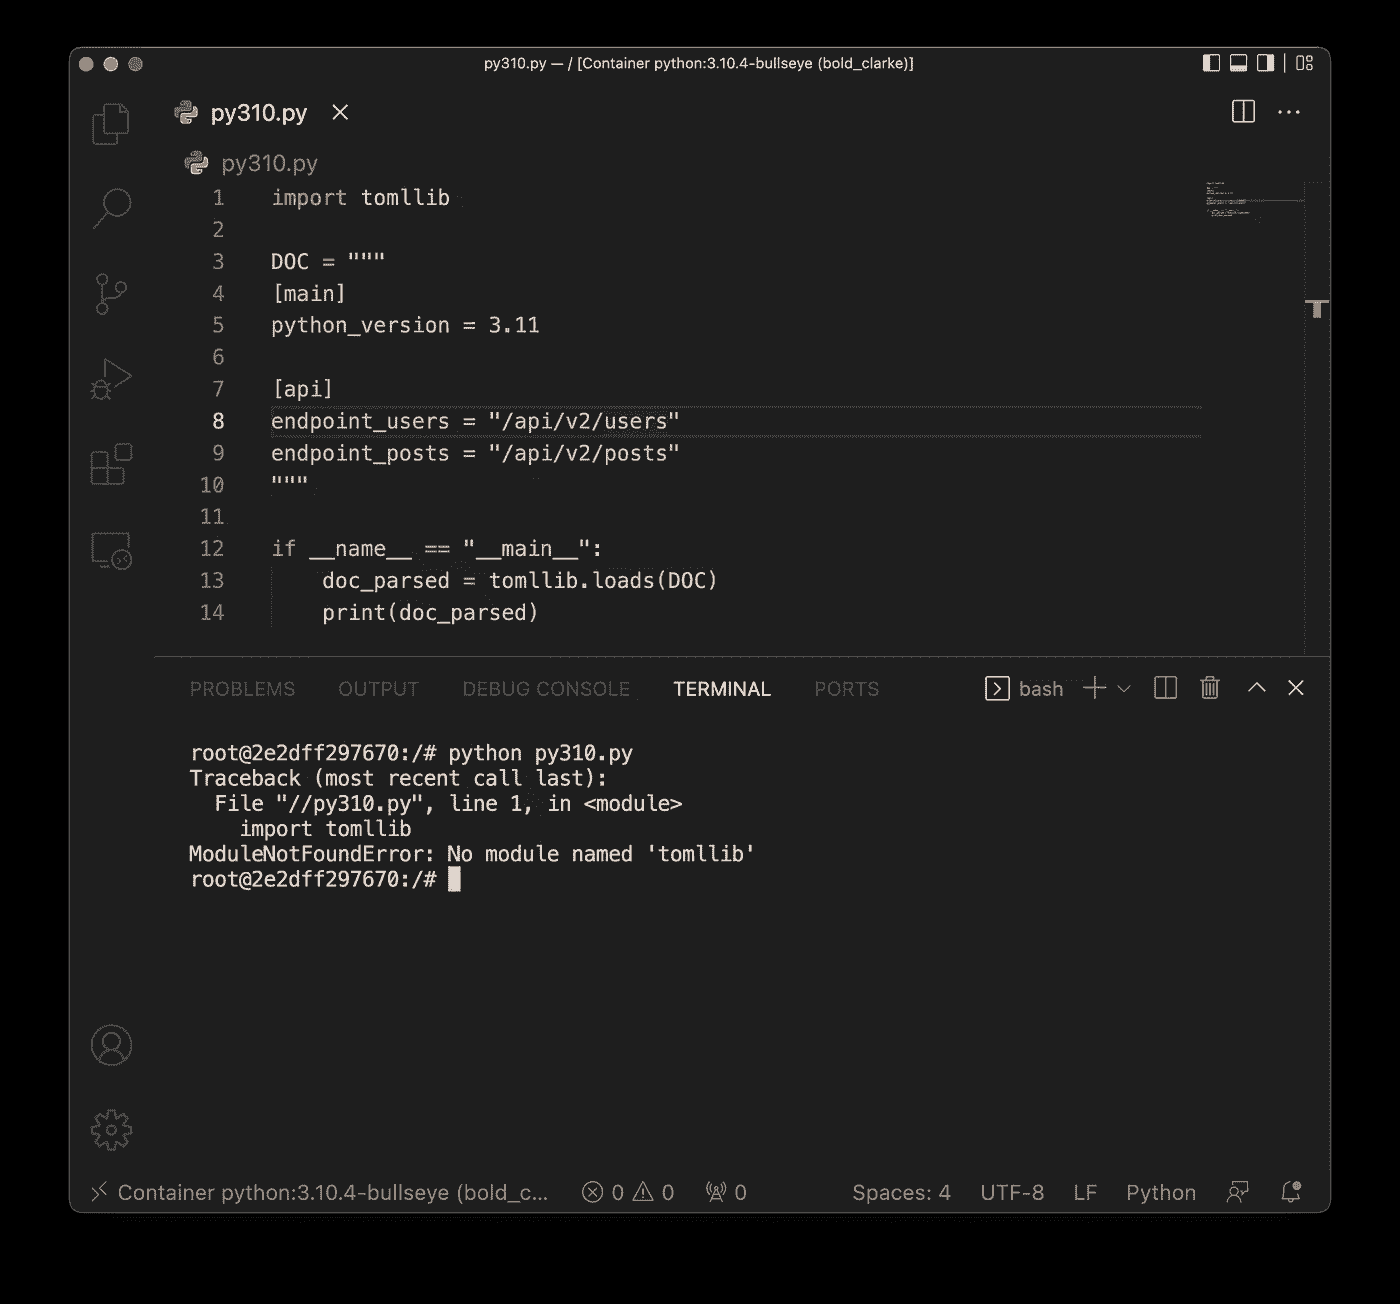 py310.py — / [Container python:3.10.4-bullseye (bold_clarke)]
py310.py
py310.py
1 import tomllib
2
3 DOC = """
4 [main]
5 python_version = 3.11
6
7 [api]
8 endpoint_users = "/api/v2/users"
9 endpoint_posts = "/api/v2/posts"
10 """
11
12 if __name__ == "__main__":
13     doc_parsed = tomllib.loads(DOC)
14     print(doc_parsed)
PROBLEMS OUTPUT DEBUG CONSOLE TERMINAL PORTS bash
root@2e2dff297670:/# python py310.py
Traceback (most recent call last):
  File "//py310.py", line 1, in <module>
    import tomllib
ModuleNotFoundError: No module named 'tomllib'
root@2e2dff297670:/#
Container python:3.10.4-bullseye (bold_c... 0 0 0 Spaces: 4 UTF-8 LF Python